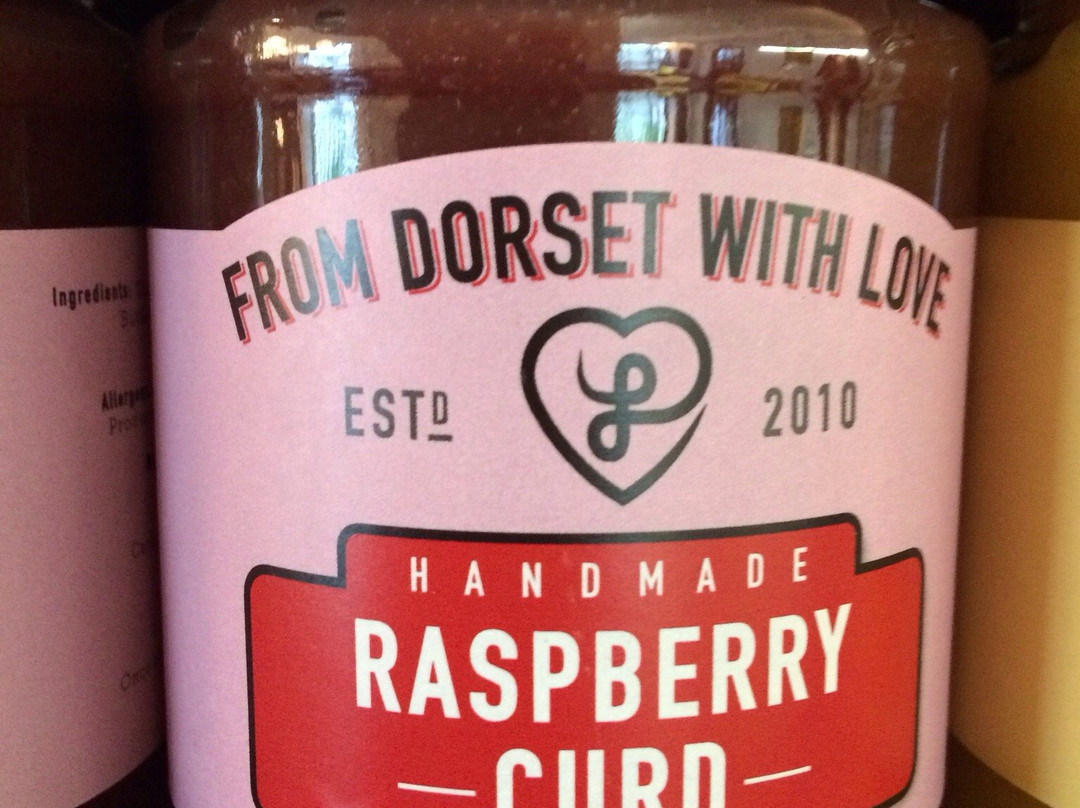 FROM DORSET WITH LOVE
ESTD 2010
HANDMADE
RASPBERRY
CURD
Ingredients: